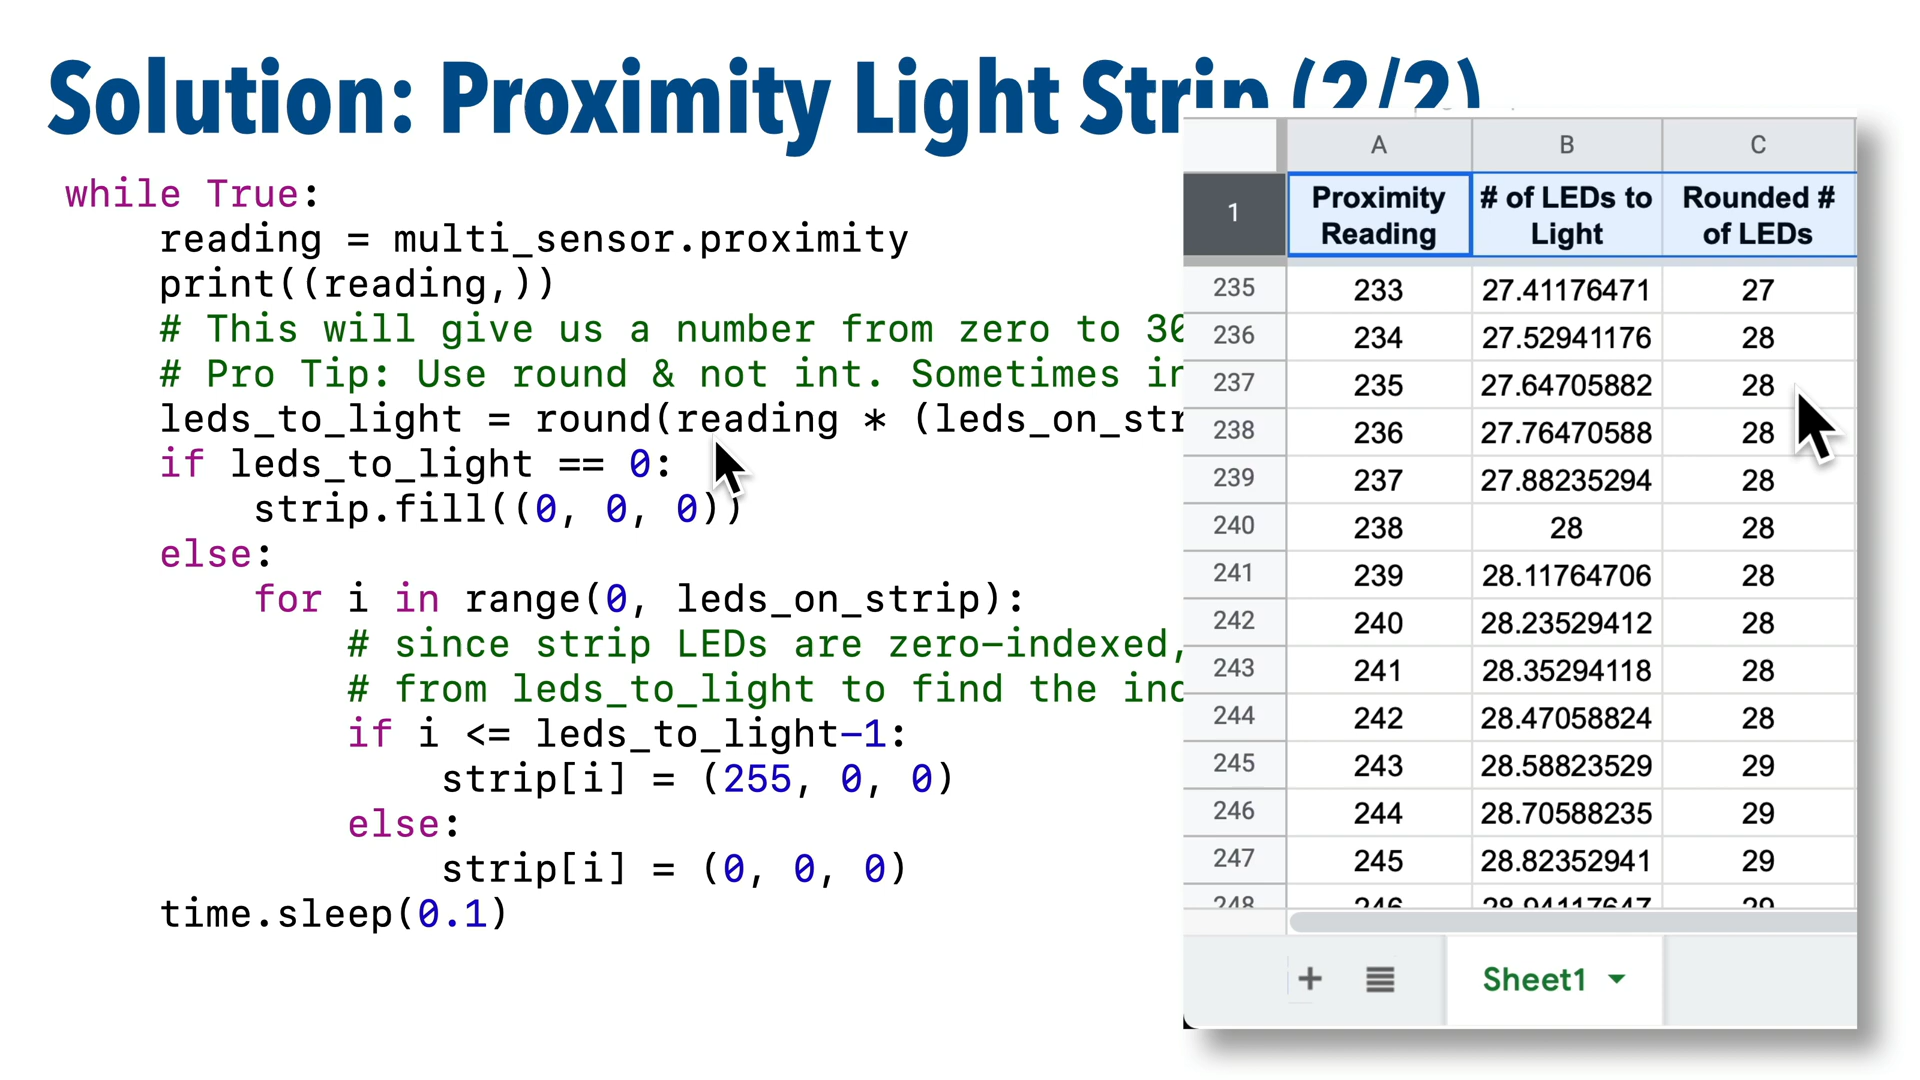 Solution: Proximity Light Strip (2/2)
while True:
reading = multi_sensor.proximity
print((reading,))
# This will give us a number from zero to 30
# Pro Tip: Use round & not int. Sometimes
leds_to_light = round(reading * (leds_on_str
if leds_to_light == 0:
strip.fill((0, 0, 0))
else:
for i in range(0, leds_on_strip):
# since strip LEDs are zero-indexed,
# from leds_to_light to find the
if i <= leds_to_light-1:
strip[i] = (255, 0, 0)
else:
strip[i] = (0, 0, 0)
time.sleep(0.1)
A B C
1 Proximity Reading # of LEDs to Light Rounded # of LEDs
235 233 27.41176471 27
236 234 27.52941176 28
237 235 27.64705882 28
238 236 27.76470588 28
239 237 27.88235294 28
240 238 28 28
241 239 28.11764706 28
242 240 28.23529412 28
243 241 28.35294118 28
244 242 28.47058824 28
245 243 28.58823529 29
246 244 28.70588235 29
247 245 28.82352941 29
248 246 28.94117647 29
Sheet1